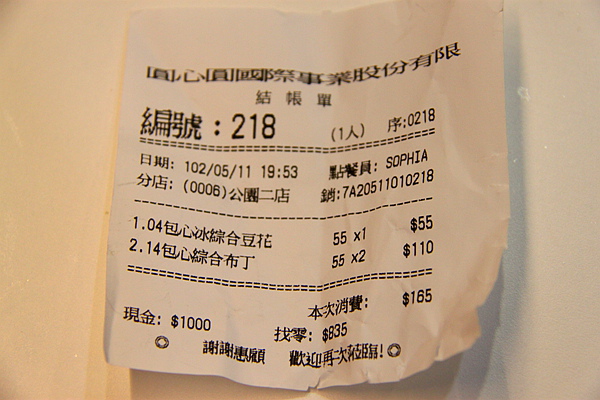 圓心圓國際事業股份有限
結帳單
編號：218 (1人) 序:0218
日期: 102/05/11 19:53 點餐員: SOPHIA
分店: (0006)公園二店 銷:7A20511010218
1.04包心冰綜合豆花 55 x1 $55
2.14包心綜合布丁 55 x2 $110
本次消費: $165
現金: $1000 找零: $835
◎ 謝謝惠顧 歡迎再次蒞臨!◎